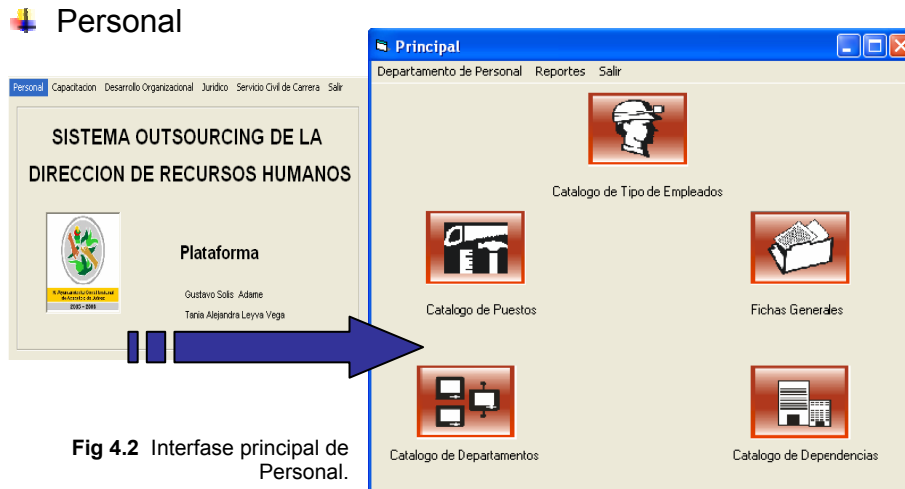 Personal
Personal Capacitacion Desarrollo Organizacional Juridico Servicio Civil de Carrera Salir
SISTEMA OUTSOURCING DE LA
DIRECCION DE RECURSOS HUMANOS
Plataforma
Gustavo Solis Adame
Tania Alejandra Leyva Vega
2005 - 2008
Fig 4.2 Interfase principal de
Personal.
Principal
Departamento de Personal Reportes Salir
Catalogo de Tipo de Empleados
Catalogo de Puestos
Fichas Generales
Catalogo de Departamentos
Catalogo de Dependencias